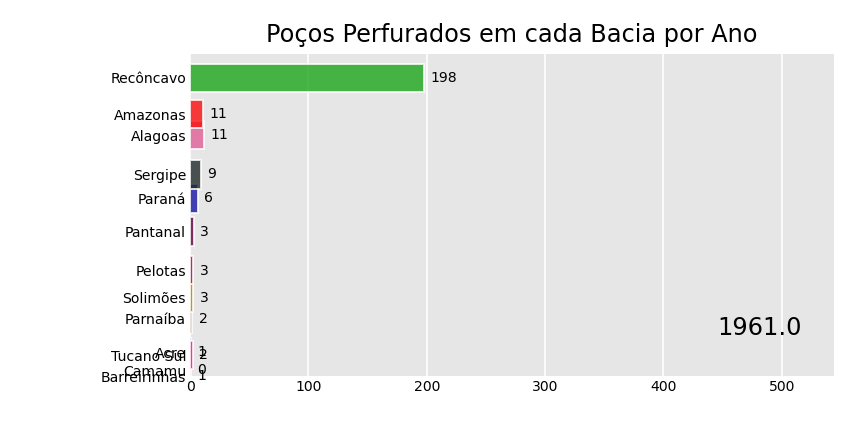 Poços Perfurados em cada Bacia por Ano
Recôncavo 198
Amazonas 11
Alagoas 11
Sergipe 9
Paraná 6
Pantanal 3
Pelotas 3
Solimões 3
Parnaíba 2
1961.0
Acre 1
Tucano Sul 2
Camamu 0
Barreirinhas 1
0 100 200 300 400 500